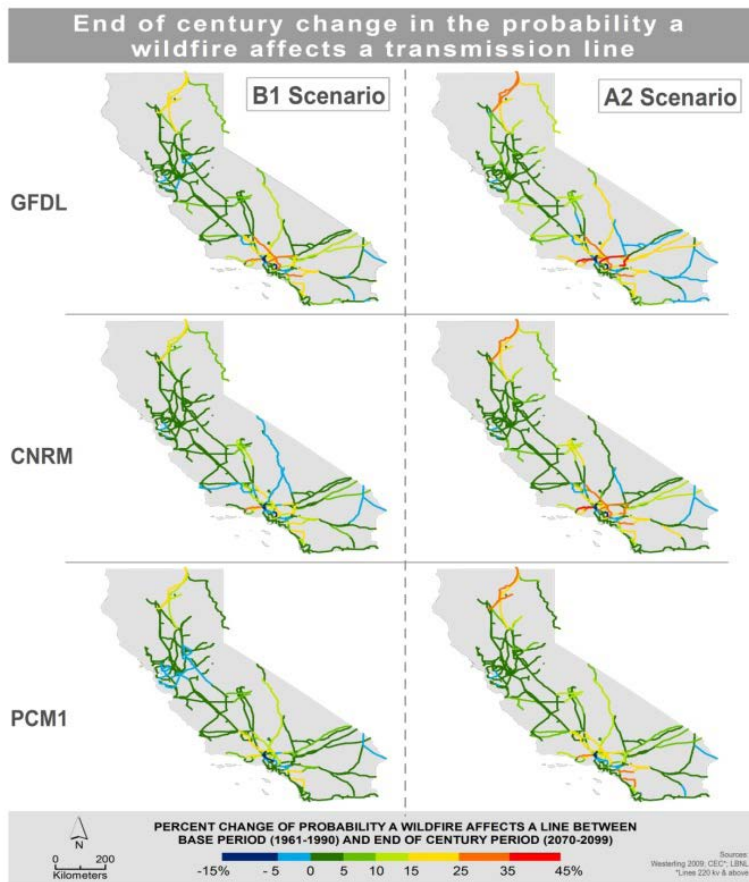 End of century change in the probability a
wildfire affects a transmission line
B1 Scenario
A2 Scenario
GFDL
CNRM
PCM1
N
0 200
Kilometers
PERCENT CHANGE OF PROBABILITY A WILDFIRE AFFECTS A LINE BETWEEN
BASE PERIOD (1961-1990) AND END OF CENTURY PERIOD (2070-2099)
-15% -5 0 5 10 15 25 35 45%
Sources:
Westerling 2009; CEC*; LBNL
*Lines 220 kv & above